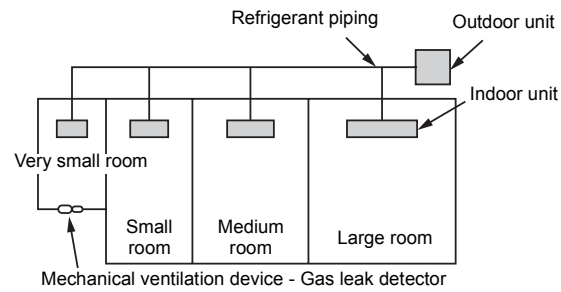 Refrigerant piping
Outdoor unit
Indoor unit
Very small room
Small
room
Medium
room
Large room
Mechanical ventilation device - Gas leak detector